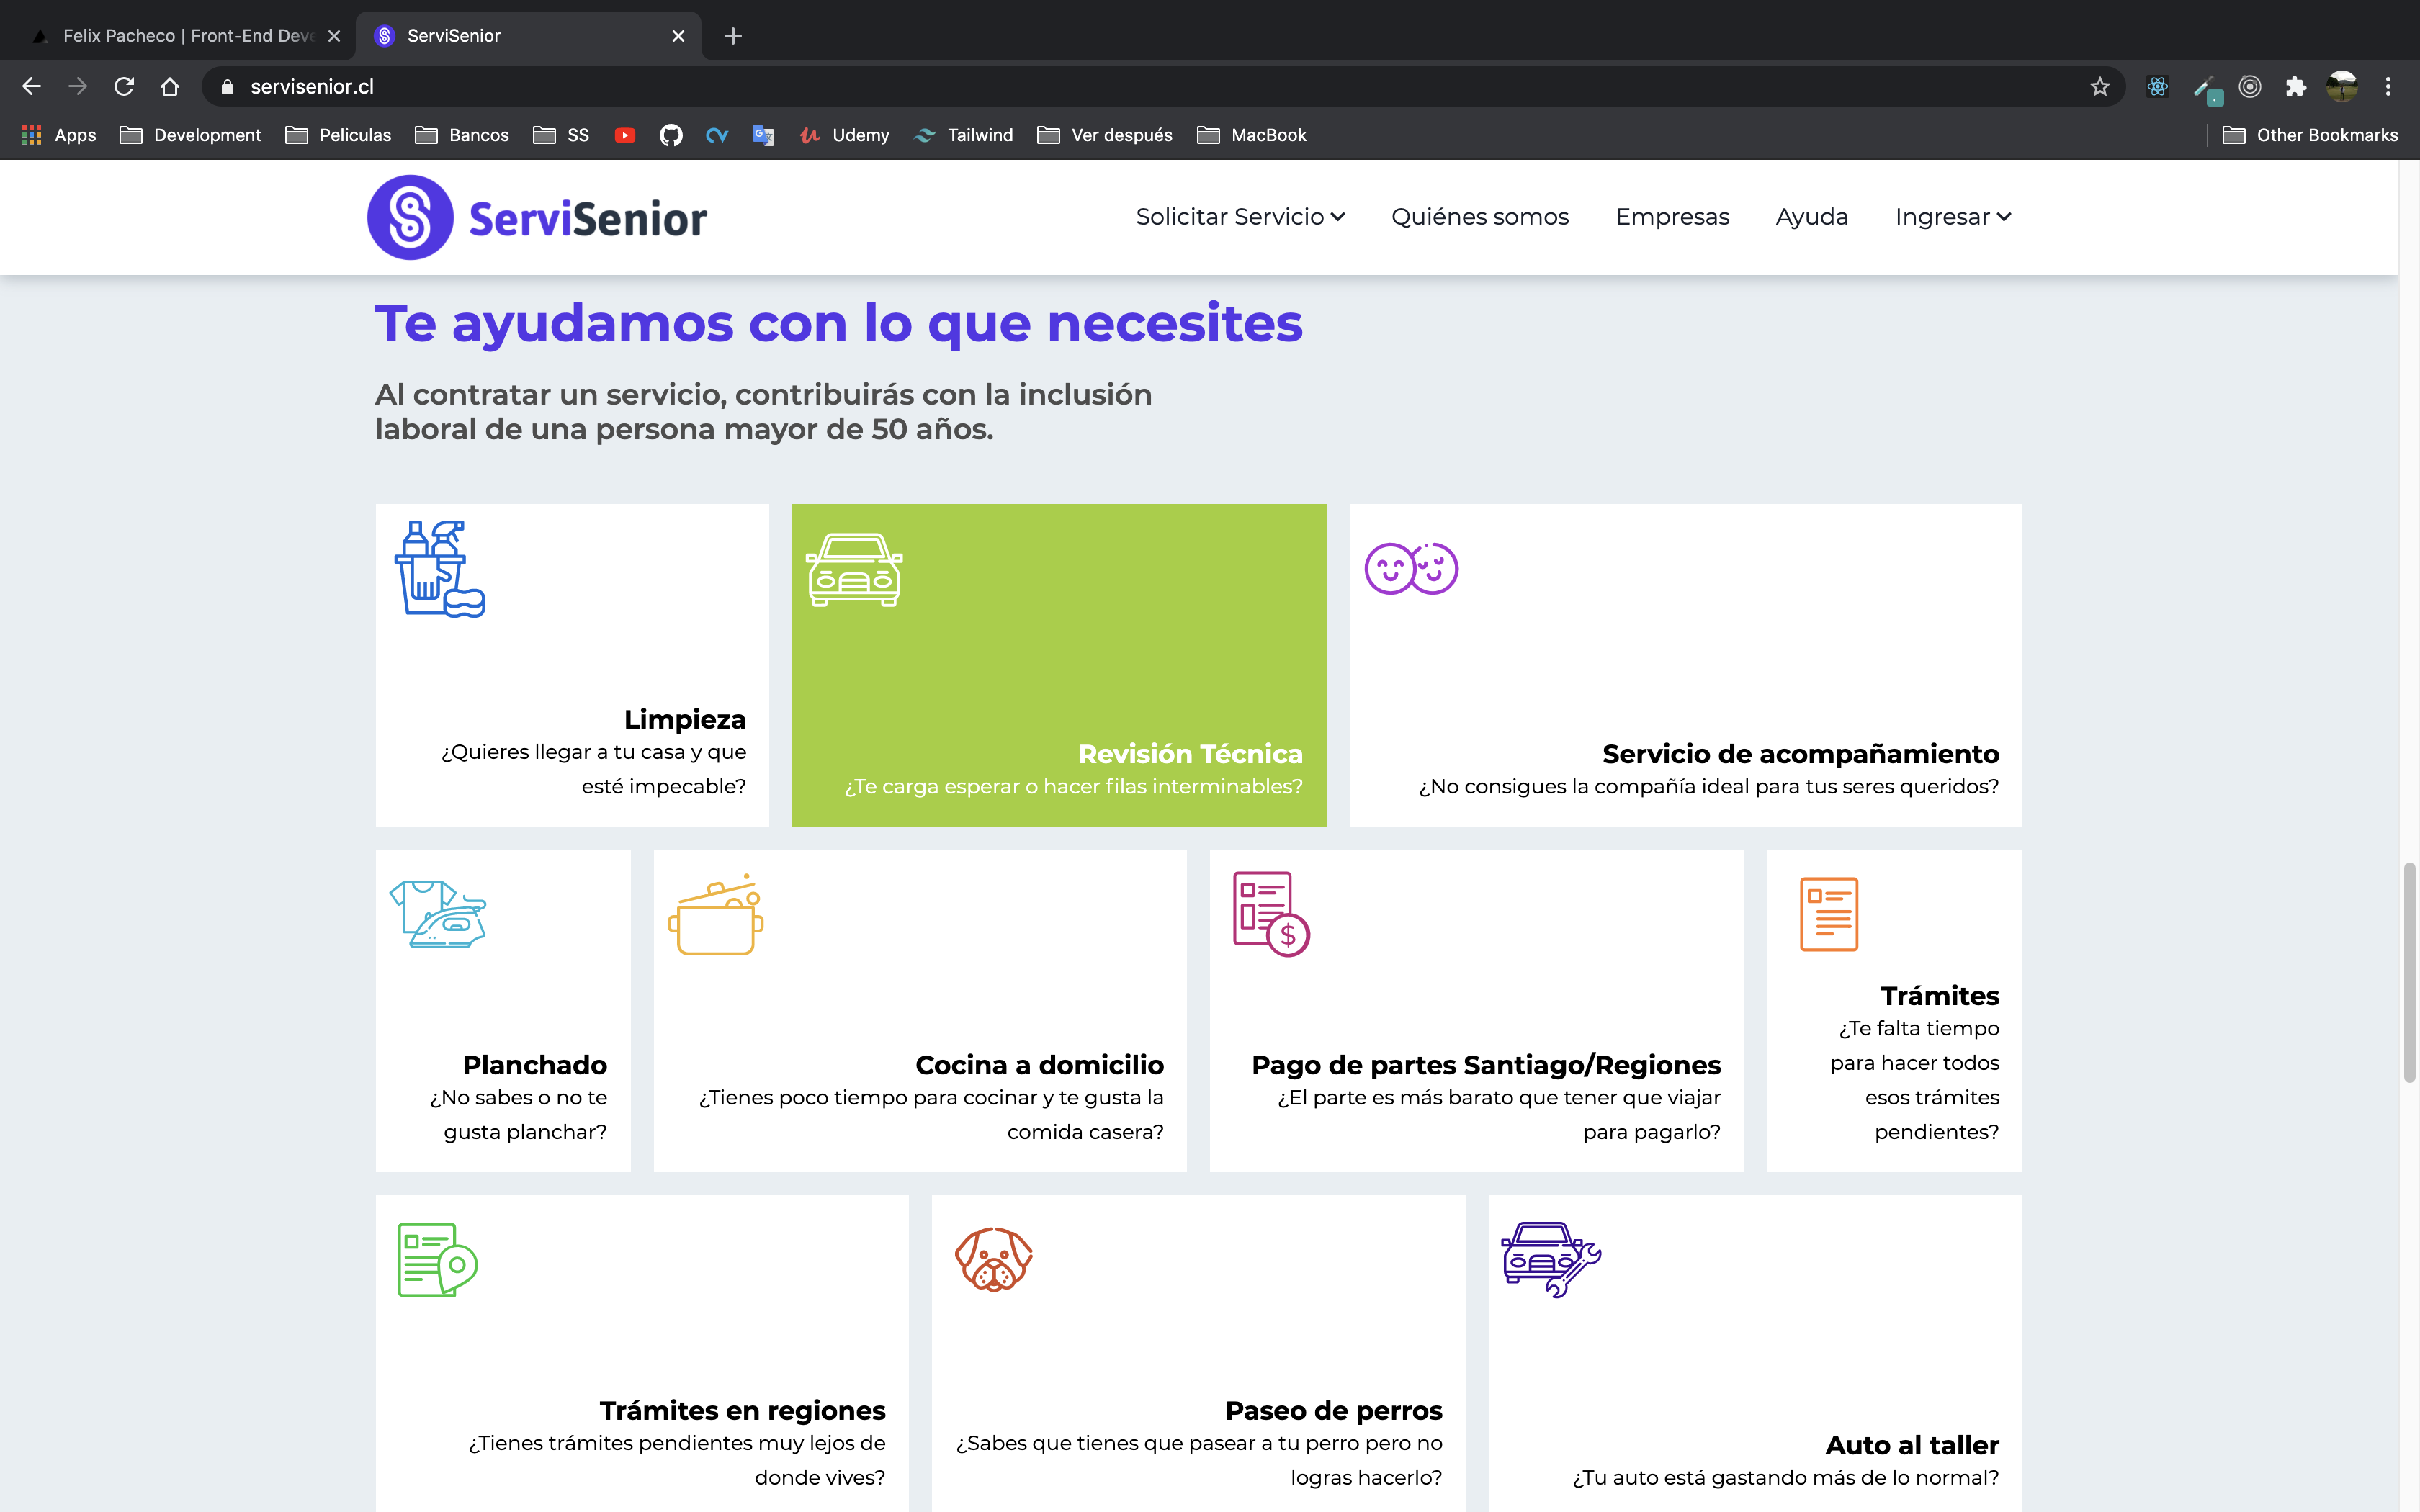 Felix Pacheco | Front-End Deve
ServiSenior
servisenior.cl
Apps
Development
Peliculas
Bancos
SS
Udemy
Tailwind
Ver después
MacBook
Other Bookmarks
ServiSenior
Solicitar Servicio
Quiénes somos
Empresas
Ayuda
Ingresar
Te ayudamos con lo que necesites
Al contratar un servicio, contribuirás con la inclusión
laboral de una persona mayor de 50 años.
Limpieza
¿Quieres llegar a tu casa y que
esté impecable?
Revisión Técnica
¿Te carga esperar o hacer filas interminables?
Servicio de acompañamiento
¿No consigues la compañía ideal para tus seres queridos?
Planchado
¿No sabes o no te
gusta planchar?
Cocina a domicilio
¿Tienes poco tiempo para cocinar y te gusta la
comida casera?
$
Pago de partes Santiago/Regiones
¿El parte es más barato que tener que viajar
para pagarlo?
Trámites
¿Te falta tiempo
para hacer todos
esos trámites
pendientes?
Trámites en regiones
¿Tienes trámites pendientes muy lejos de
donde vives?
Paseo de perros
¿Sabes que tienes que pasear a tu perro pero no
logras hacerlo?
Auto al taller
¿Tu auto está gastando más de lo normal?